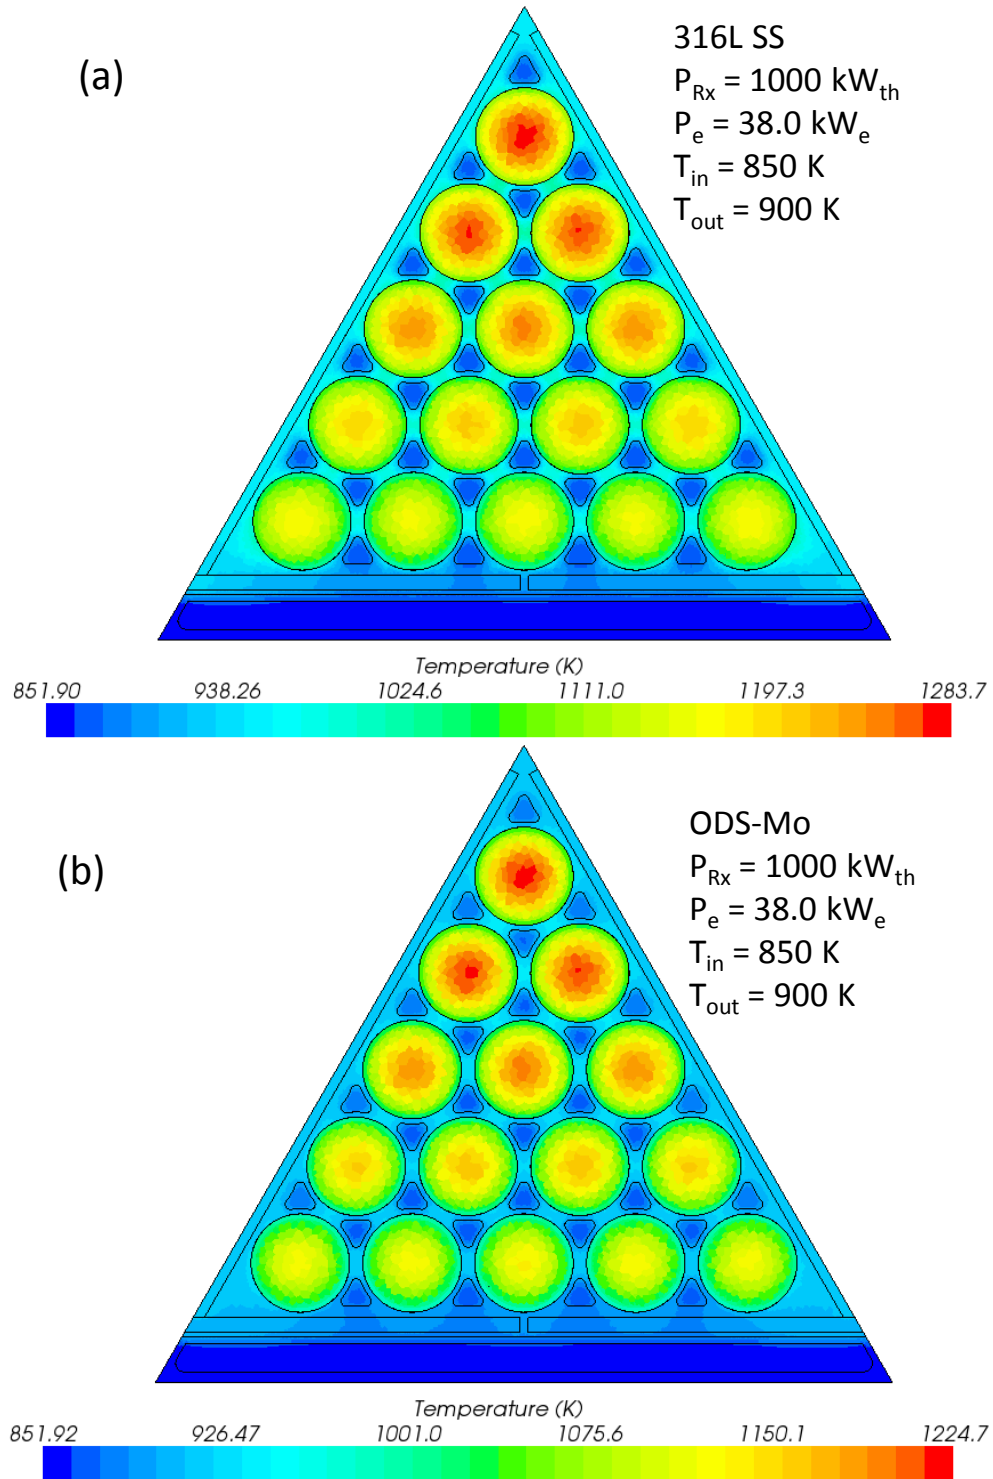 (a)
316L SS
P_Rx = 1000 kW_th
P_e = 38.0 kW_e
T_in = 850 K
T_out = 900 K
Temperature (K)
851.90 938.26 1024.6 1111.0 1197.3 1283.7
(b)
ODS-Mo
P_Rx = 1000 kW_th
P_e = 38.0 kW_e
T_in = 850 K
T_out = 900 K
Temperature (K)
851.92 926.47 1001.0 1075.6 1150.1 1224.7